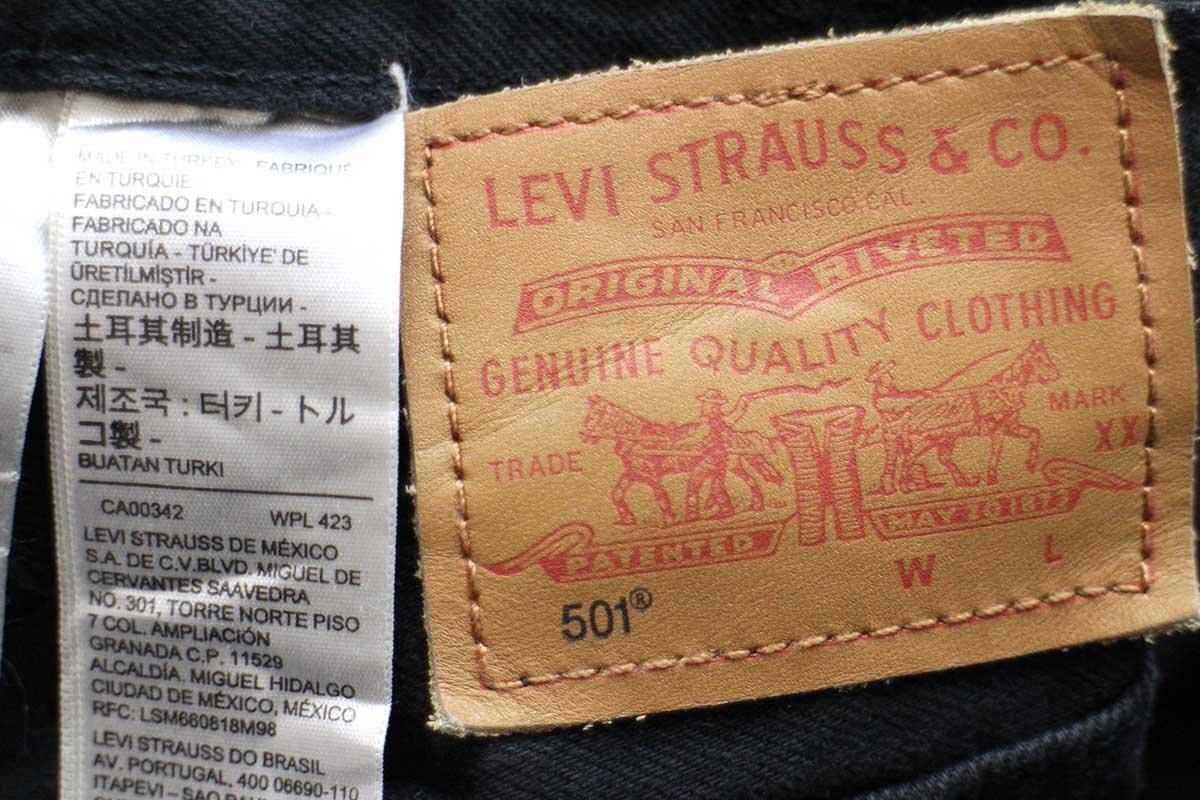 MADE IN TURKEY - FABRIQUÉ
EN TURQUIE -
FABRICADO EN TURQUIA -
FABRICADO NA
TURQUÍA - TÜRKİYE' DE
ÜRETİLMİŞTİR -
СДЕЛАНО В ТУРЦИИ -
土耳其制造 - 土耳其
製 -
제조국 : 터키 - トル
コ製 -
BUATAN TURKI
CA00342 WPL 423
LEVI STRAUSS DE MÉXICO
S.A. DE C.V.BLVD. MIGUEL DE
CERVANTES SAAVEDRA
NO. 301, TORRE NORTE PISO
7 COL. AMPLIACIÓN
GRANADA C.P. 11529
ALCALDÍA. MIGUEL HIDALGO
CIUDAD DE MÉXICO, MÉXICO
RFC: LSM660818M98
LEVI STRAUSS DO BRASIL
AV. PORTUGAL, 400 06690-110
LEVI STRAUSS & CO.
SAN FRANCISCO.CAL.
ORIGINAL RIVETED
GENUINE QUALITY CLOTHING
TRADE MARK
XX
PATENTED MAY 20 1873
W L
501®